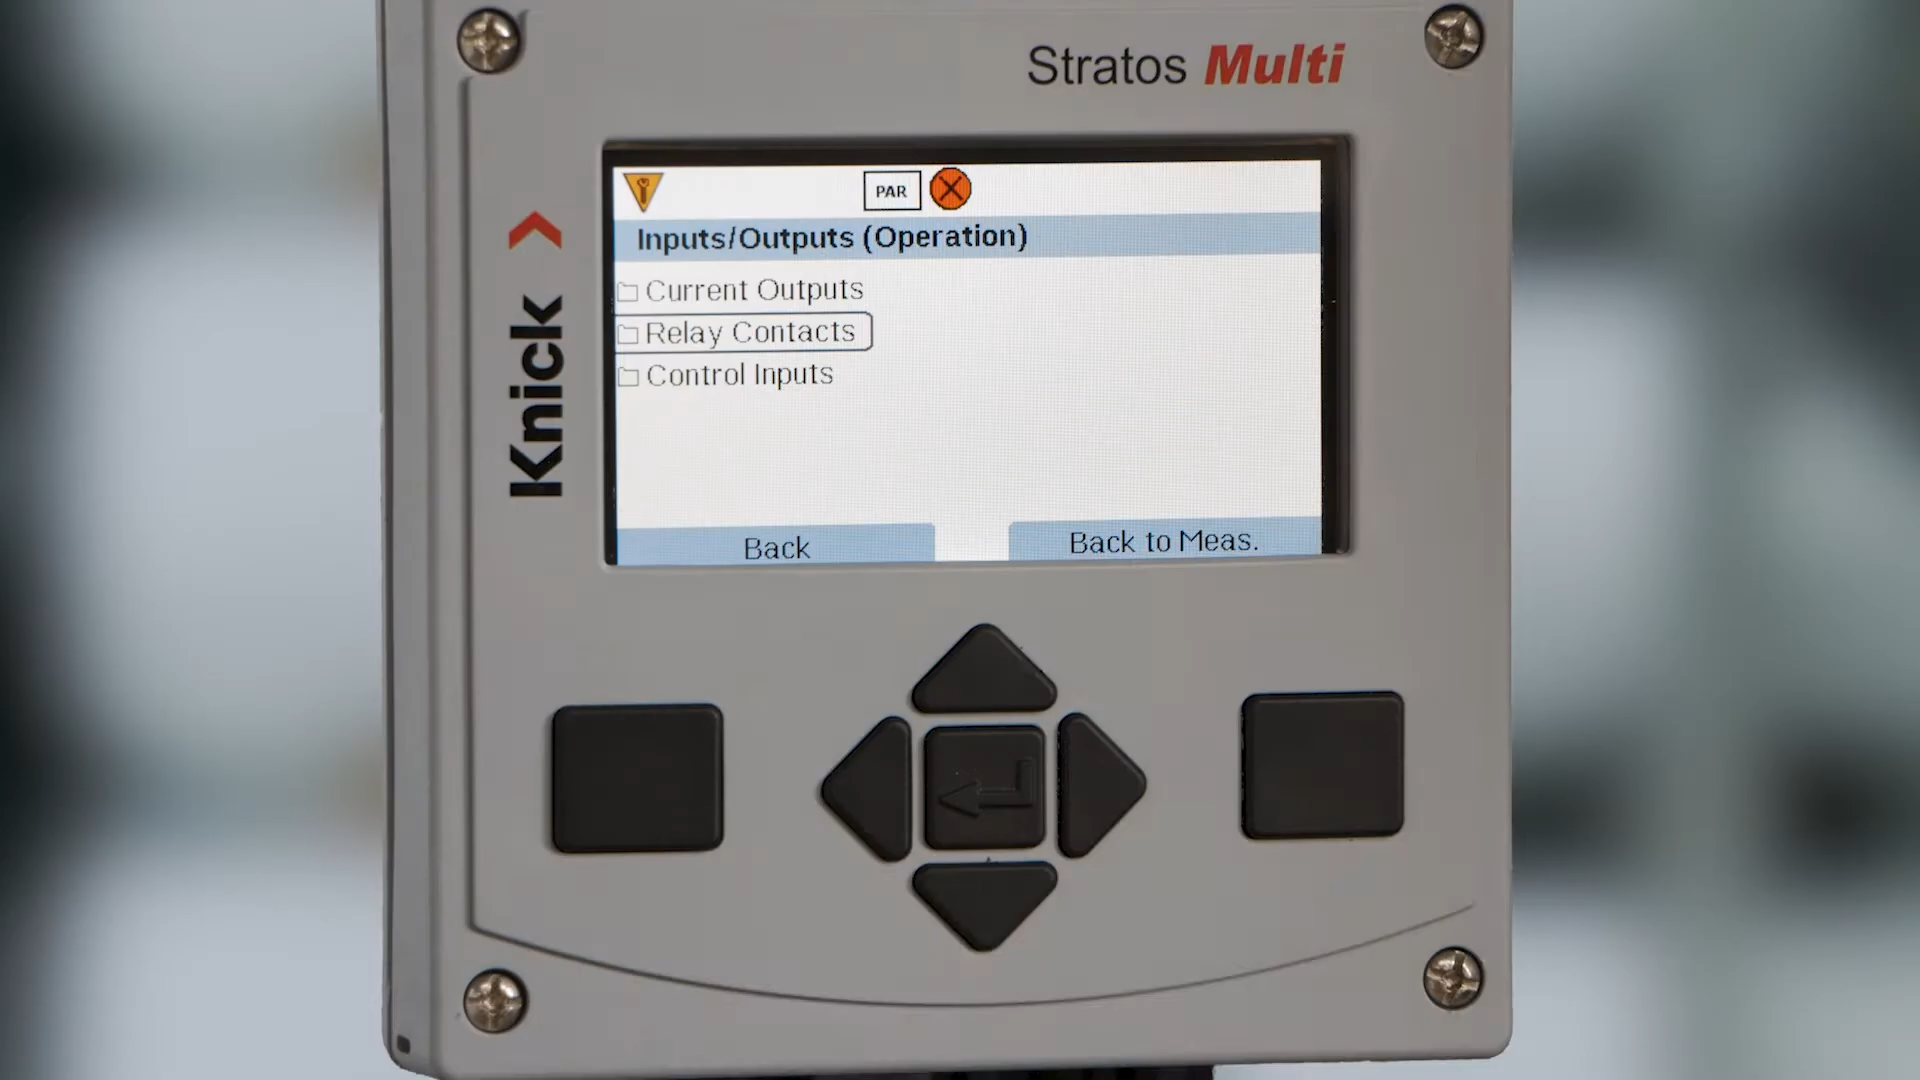 Stratos Multi
Knick
PAR
Inputs/Outputs (Operation)
Current Outputs
Relay Contacts
Control Inputs
Back
Back to Meas.